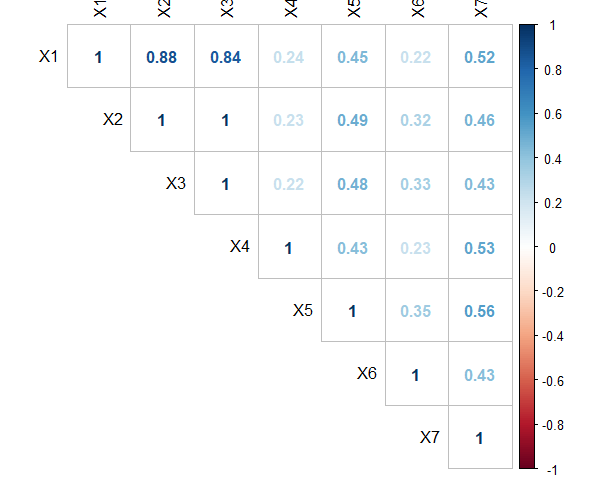 X1 X2 X3 X4 X5 X6 X7
X1 1 0.88 0.84 0.24 0.45 0.22 0.52
X2 1 1 0.23 0.49 0.32 0.46
X3 1 0.22 0.48 0.33 0.43
X4 1 0.43 0.23 0.53
X5 1 0.35 0.56
X6 1 0.43
X7 1
1
0.8
0.6
0.4
0.2
0
-0.2
-0.4
-0.6
-0.8
-1